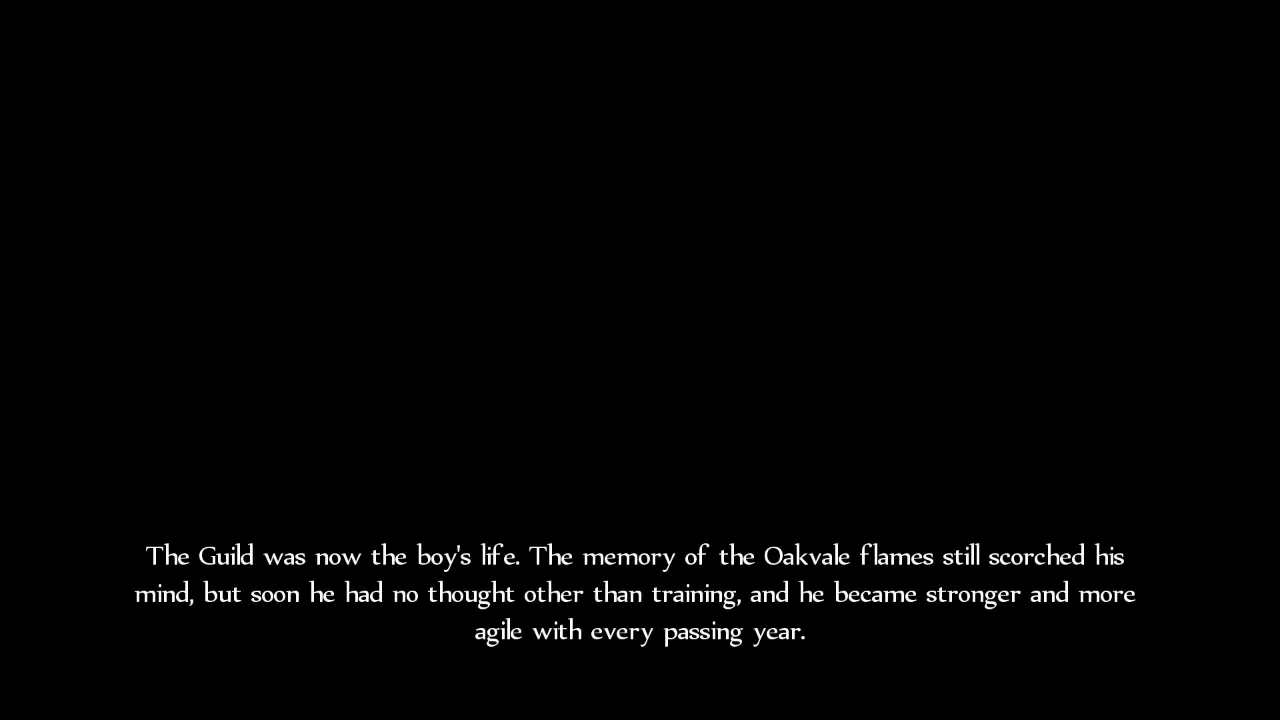 The Guild was now the boy's life. The memory of the Oakvale flames still scorched his
mind, but soon he had no thought other than training, and he became stronger and more
agile with every passing year.